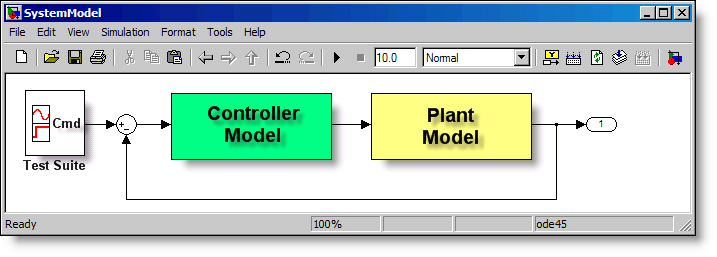 SystemModel
File Edit View Simulation Format Tools Help
10.0 Normal
Cmd
Test Suite
+
-
Controller
Model
Plant
Model
1
Ready 100% ode45